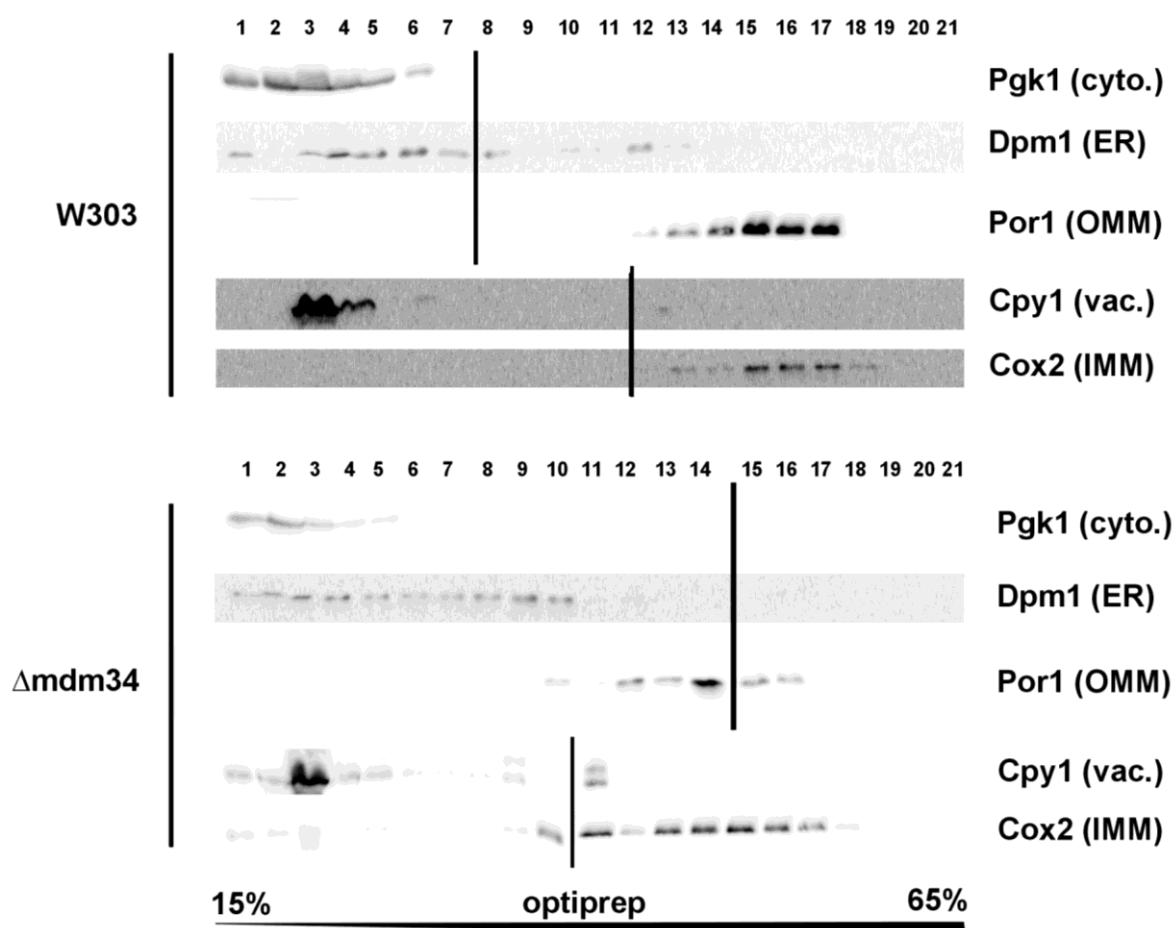 1 2 3 4 5 6 7 8 9 10 11 12 13 14 15 16 17 18 19 20 21
Pgk1 (cyto.)
Dpm1 (ER)
W303
Por1 (OMM)
Cpy1 (vac.)
Cox2 (IMM)
1 2 3 4 5 6 7 8 9 10 11 12 13 14 15 16 17 18 19 20 21
Pgk1 (cyto.)
Dpm1 (ER)
Δmdm34
Por1 (OMM)
Cpy1 (vac.)
Cox2 (IMM)
15% optiprep 65%